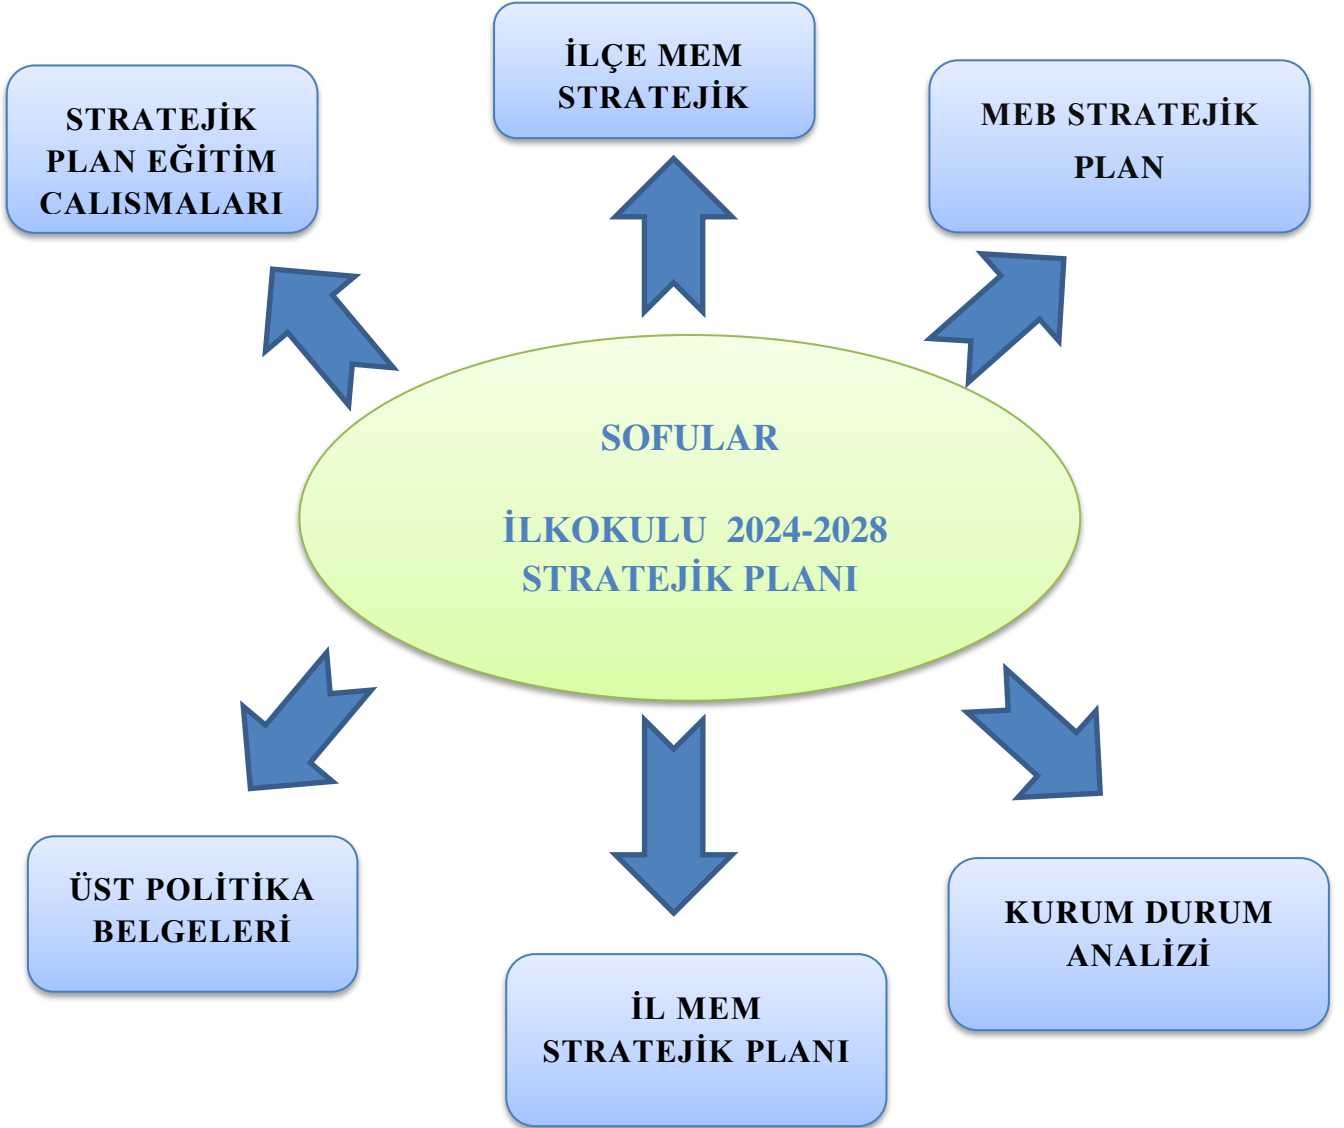 İLÇE MEM
STRATEJİK
STRATEJİK
PLAN EĞİTİM
CALISMALARI
MEB STRATEJİK
PLAN
SOFULAR
İLKOKULU 2024-2028
STRATEJİK PLANI
ÜST POLİTİKA
BELGELERİ
KURUM DURUM
ANALİZİ
İL MEM
STRATEJİK PLANI